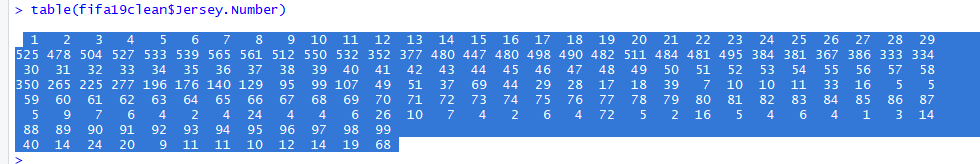 > table(fifa19clean$Jersey.Number)
1 2 3 4 5 6 7 8 9 10 11 12 13 14 15 16 17 18 19 20 21 22 23 24 25 26 27 28 29
525 478 504 527 533 539 565 561 512 550 532 352 377 480 447 480 498 490 482 511 484 481 495 384 381 367 386 333 334
30 31 32 33 34 35 36 37 38 39 40 41 42 43 44 45 46 47 48 49 50 51 52 53 54 55 56 57 58
350 265 225 277 196 176 140 129 95 99 107 49 51 37 69 44 29 28 17 18 39 7 10 10 11 33 16 5 5
59 60 61 62 63 64 65 66 67 68 69 70 71 72 73 74 75 76 77 78 79 80 81 82 83 84 85 86 87
5 9 7 6 4 2 4 24 4 4 6 26 10 7 4 2 6 4 72 5 2 16 5 4 6 4 1 3 14
88 89 90 91 92 93 94 95 96 97 98 99
40 14 24 20 9 11 11 10 12 14 19 68
>